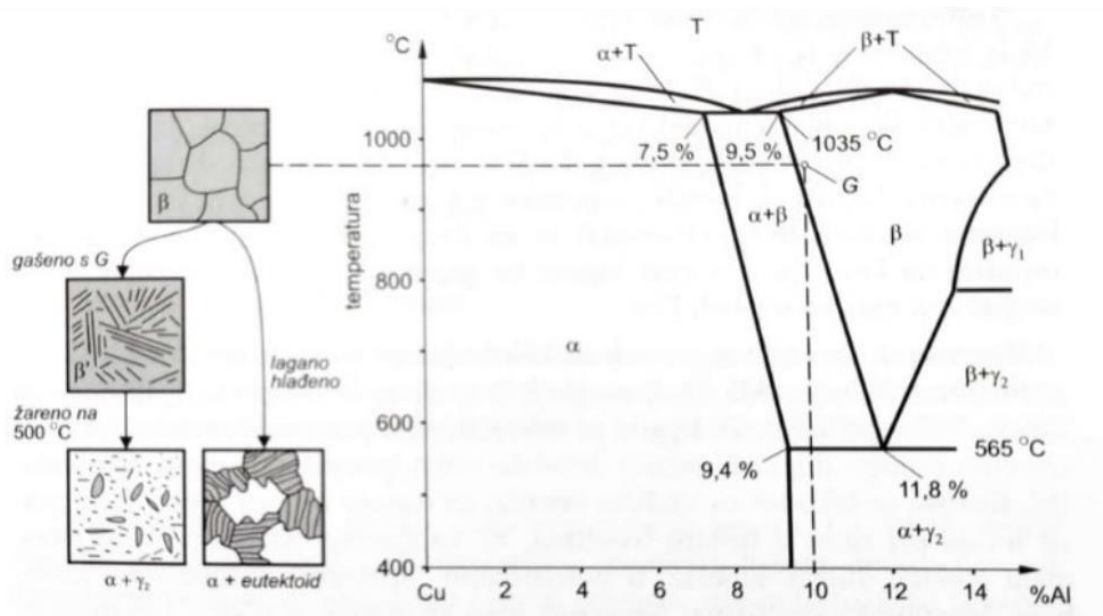 °C
T
α+T
β+T
1000
7,5 %
9,5 %
1035 °C
G
β
gašeno s G
temperatura
α+β
β
β+γ₁
800
β'
lagano
hlađeno
α
β+γ₂
žareno na
500 °C
600
565 °C
9,4 %
11,8 %
α+γ₂
400
α + γ₂
α + eutektoid
Cu
2
4
6
8
10
12
14
%Al